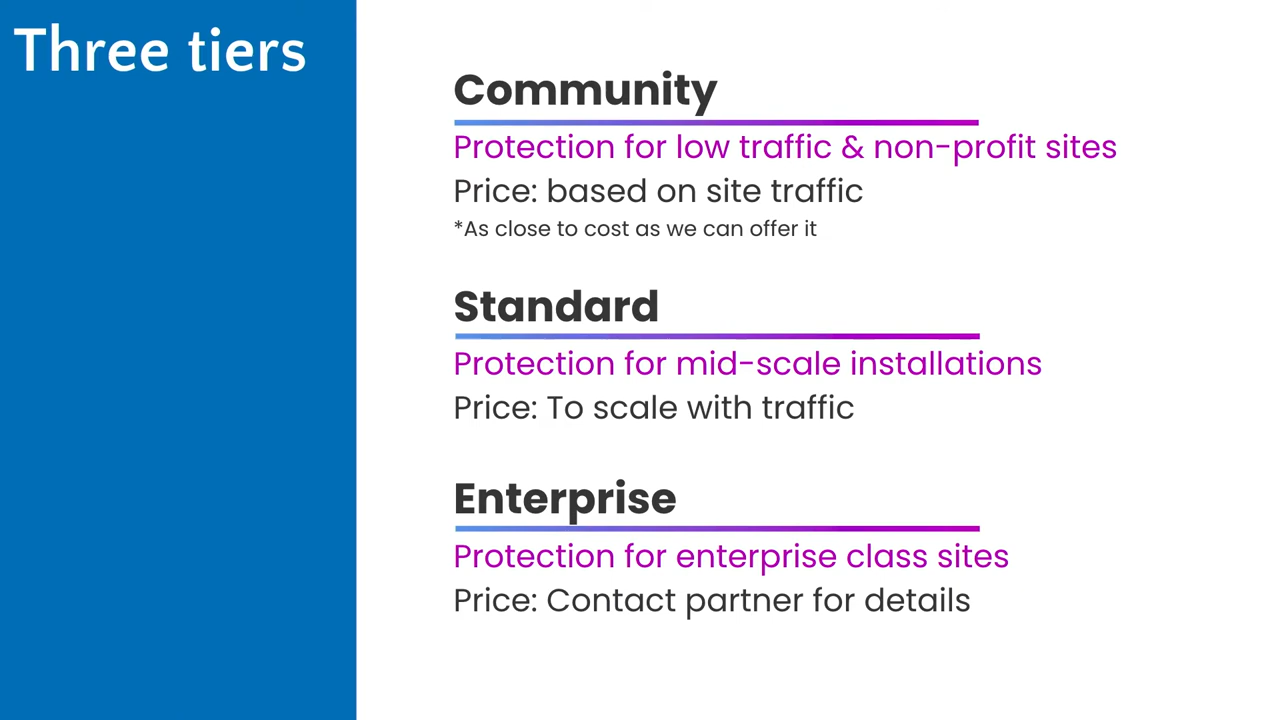 Three tiers
Community
Protection for low traffic & non-profit sites
Price: based on site traffic
*As close to cost as we can offer it
Standard
Protection for mid-scale installations
Price: To scale with traffic
Enterprise
Protection for enterprise class sites
Price: Contact partner for details